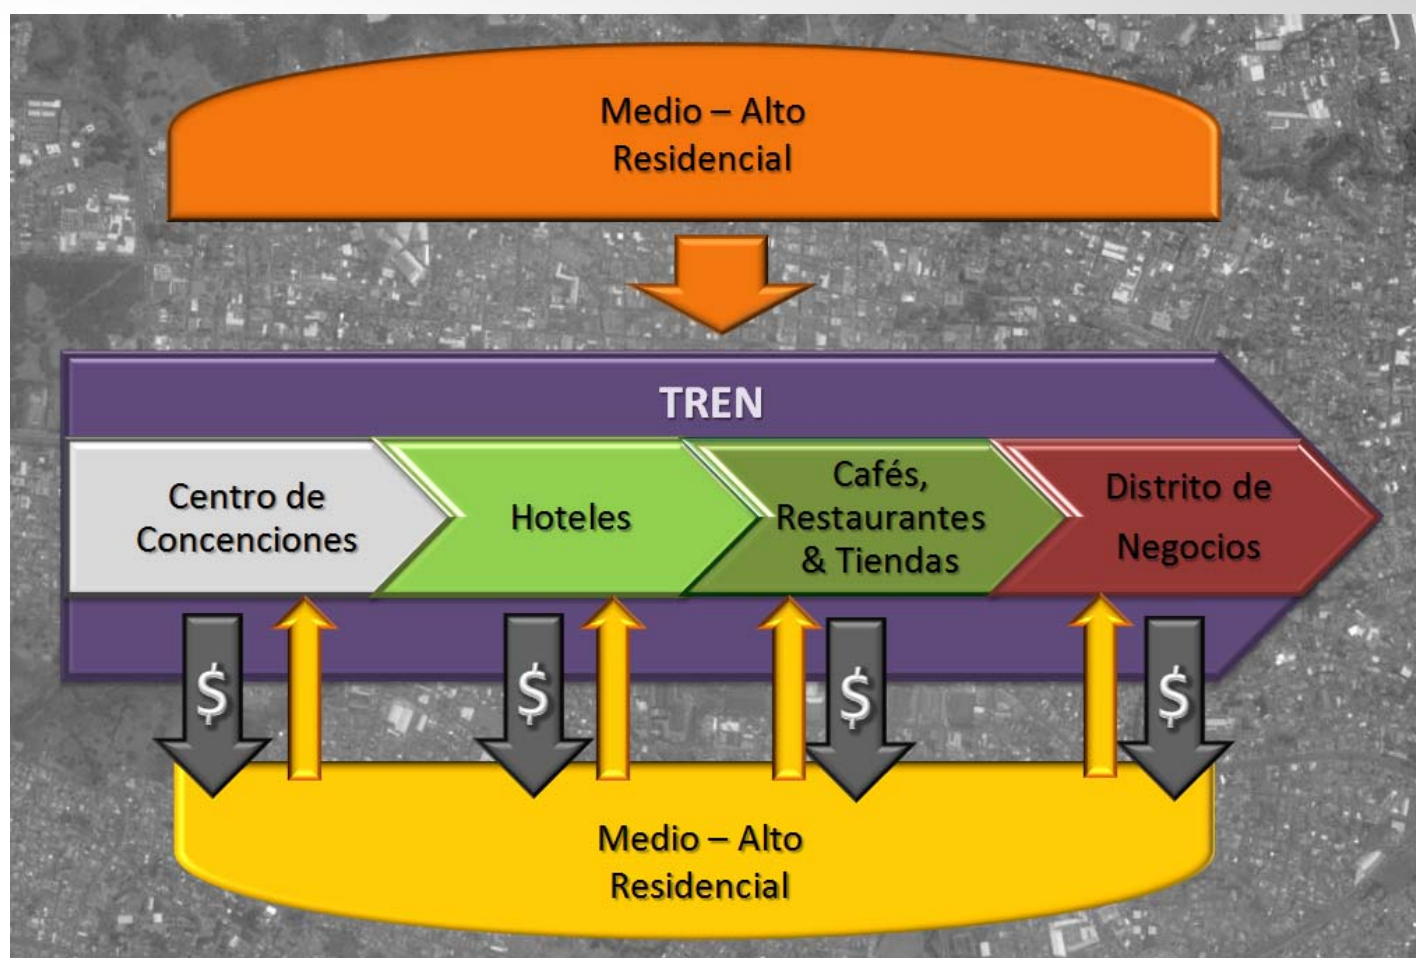 Medio – Alto
Residencial
TREN
Centro de
Concenciones
Hoteles
Cafés,
Restaurantes
& Tiendas
Distrito de
Negocios
$
$
$
$
Medio – Alto
Residencial